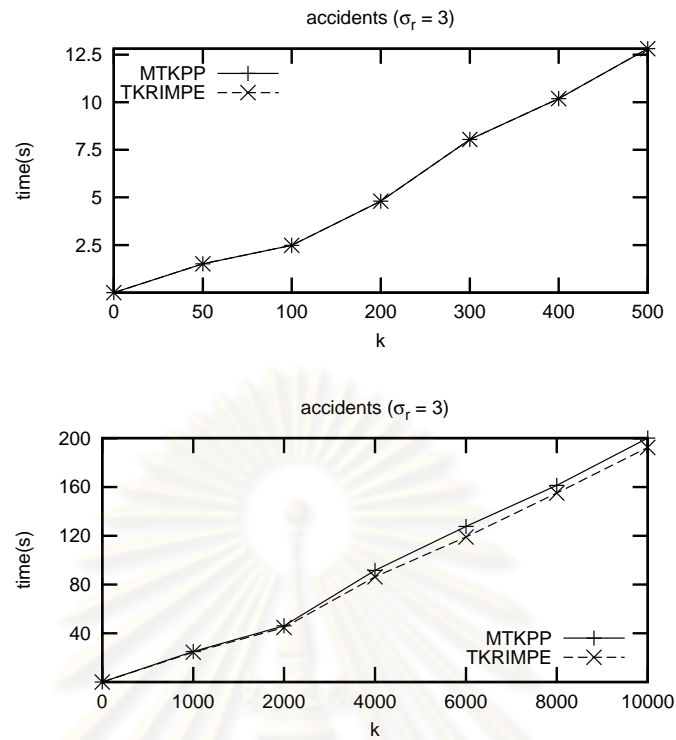 accidents (σr = 3)
MTKPP
TKRIMPE
12.5
10
7.5
5
2.5
time(s)
0 50 100 200 300 400 500
k
accidents (σr = 3)
200
160
120
80
40
time(s)
MTKPP
TKRIMPE
0 1000 2000 4000 6000 8000 10000
k